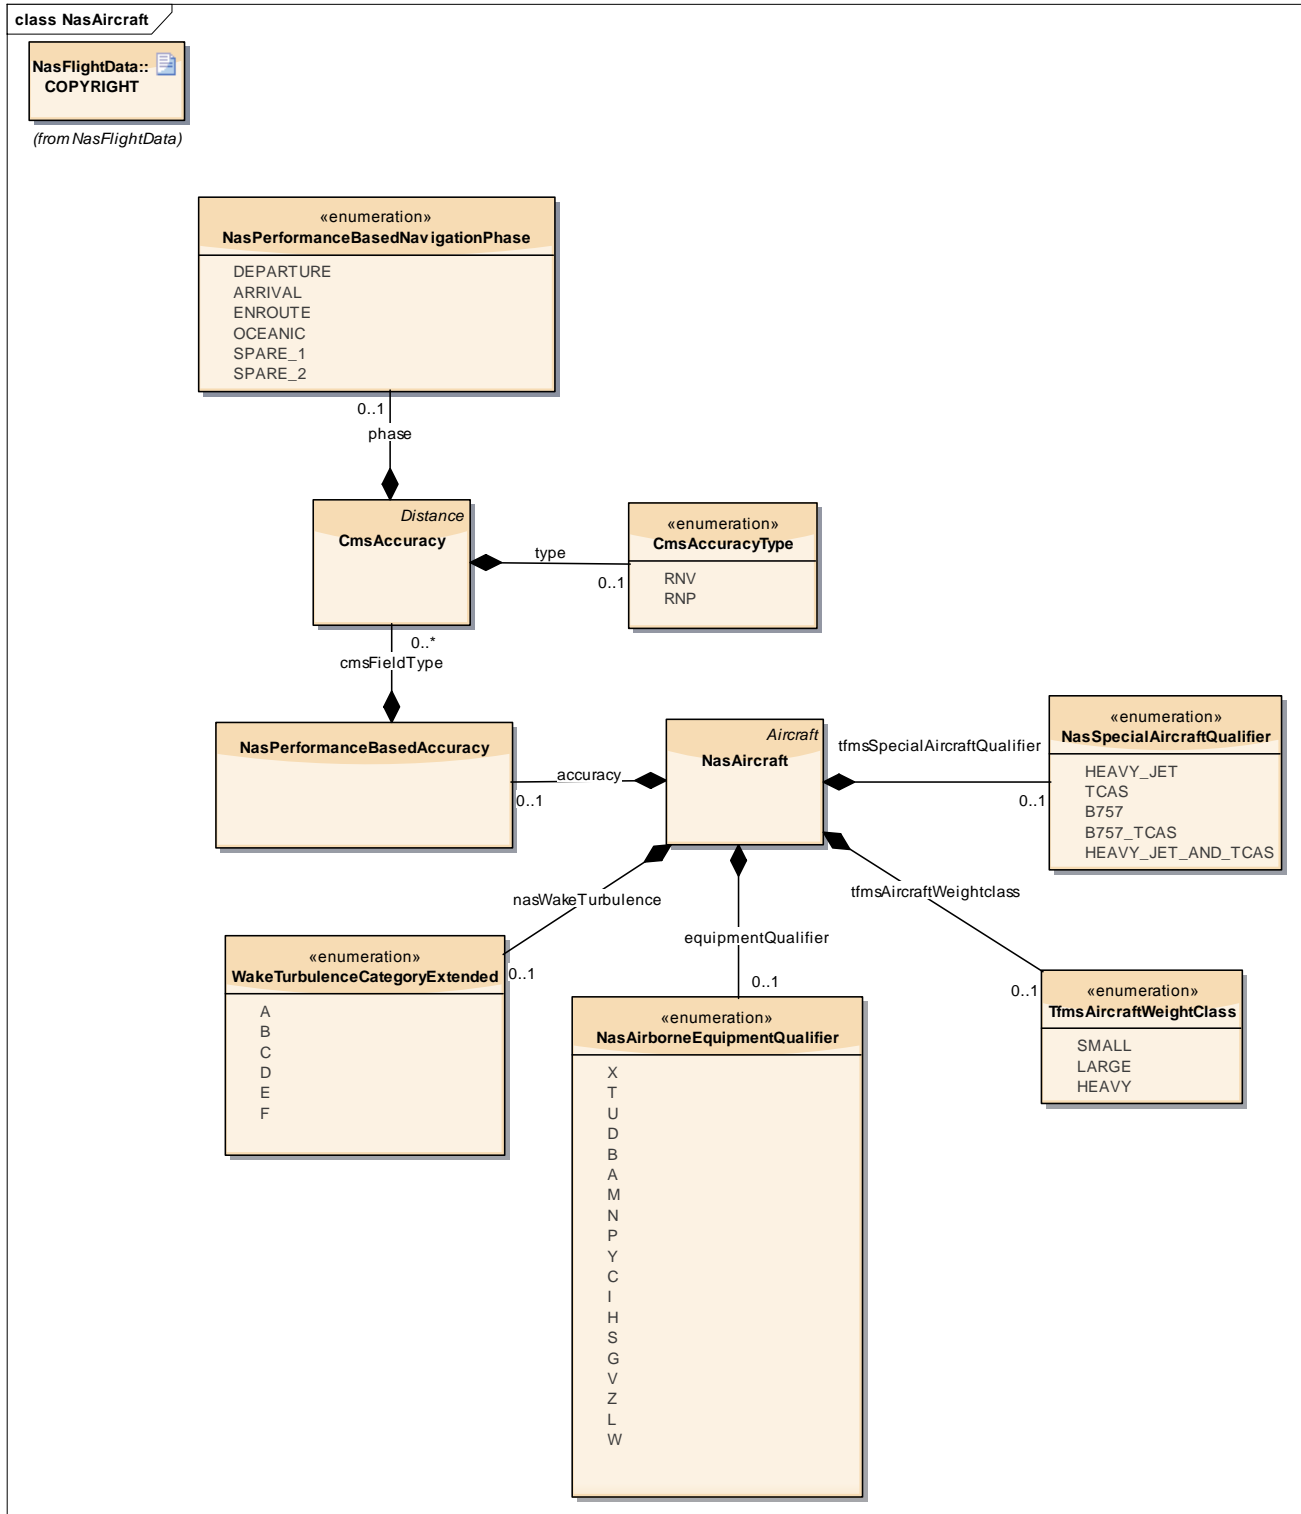 class NasAircraft
NasFlightData::
COPYRIGHT
(from NasFlightData)
«enumeration»
NasPerformanceBasedNavigationPhase
DEPARTURE
ARRIVAL
ENROUTE
OCEANIC
SPARE_1
SPARE_2
0..1
phase
Distance
CmsAccuracy
type
0..1
«enumeration»
CmsAccuracyType
RNV
RNP
0..*
cmsFieldType
NasPerformanceBasedAccuracy
accuracy
0..1
Aircraft
NasAircraft
tfmsSpecialAircraftQualifier
0..1
«enumeration»
NasSpecialAircraftQualifier
HEAVY_JET
TCAS
B757
B757_TCAS
HEAVY_JET_AND_TCAS
nasWakeTurbulence
0..1
«enumeration»
WakeTurbulenceCategoryExtended
A
B
C
D
E
F
equipmentQualifier
0..1
«enumeration»
NasAirborneEquipmentQualifier
X
T
U
D
B
A
M
N
P
Y
C
I
H
S
G
V
Z
L
W
tfmsAircraftWeightclass
0..1
«enumeration»
TfmsAircraftWeightClass
SMALL
LARGE
HEAVY